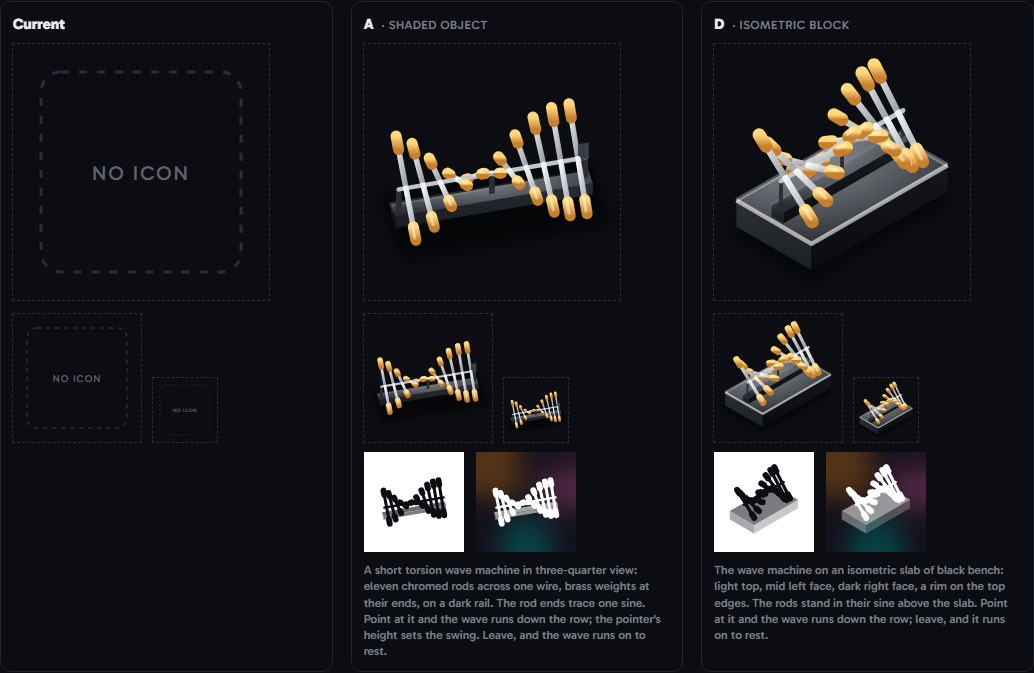 Current
NO ICON
NO ICON
NO ICON
A · SHADED OBJECT
A short torsion wave machine in three-quarter view:
eleven chromed rods across one wire, brass weights at
their ends, on a dark rail. The rod ends trace one sine.
Point at it and the wave runs down the row; the pointer's
height sets the swing. Leave, and the wave runs on to
rest.
D · ISOMETRIC BLOCK
The wave machine on an isometric slab of black bench:
light top, mid left face, dark right face, a rim on the top
edges. The rods stand in their sine above the slab. Point
at it and the wave runs down the row; leave, and it runs
on to rest.